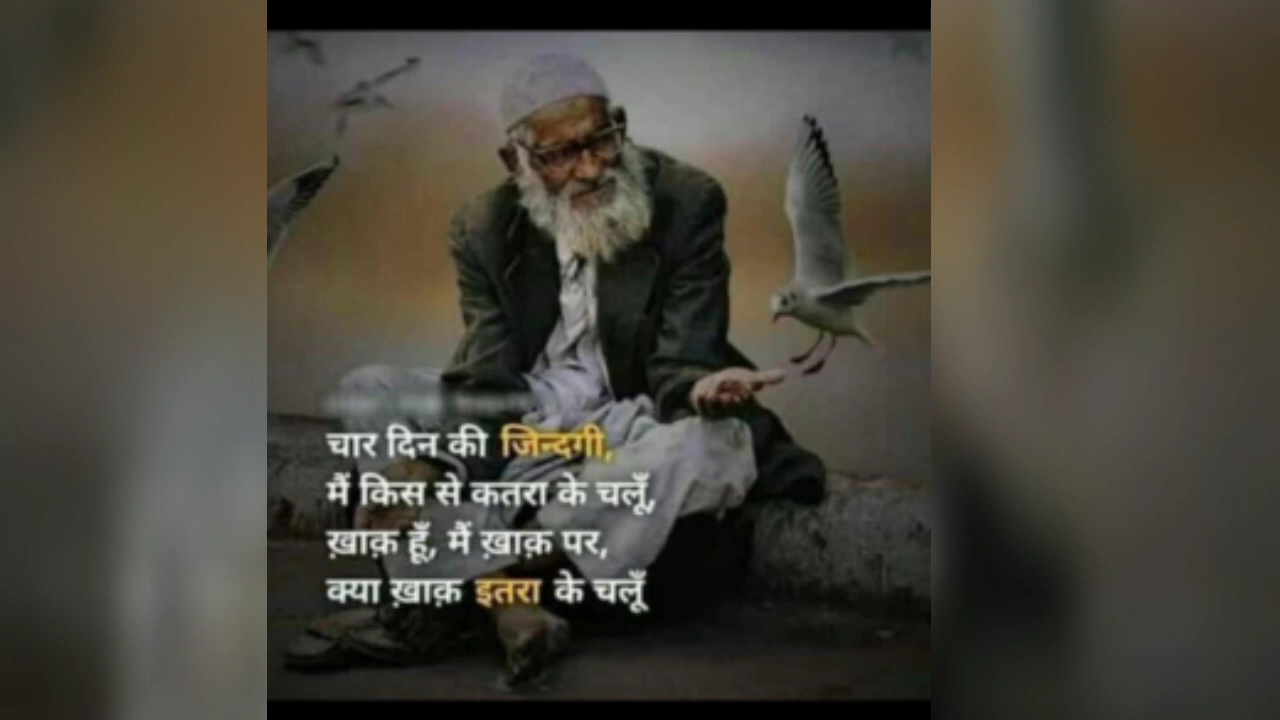 चार दिन की जिन्दगी,
मैं किस से कतरा के चलूँ,
ख़ाक़ हूँ, मैं ख़ाक़ पर,
क्या ख़ाक़ इतरा के चलूँ